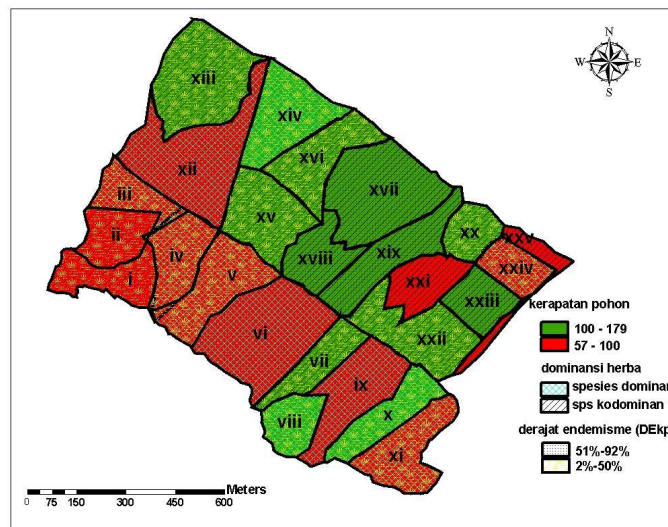 N
W E
S
xiii
xiv
xvi
xii
xvii
iii
xv
xx
ii
xviii
xix
xxv
iv
xxiv
i
v
xxi
xxiii
kerapatan pohon
100 - 179
57 - 100
vi
xxii
vii
dominansi herba
spesies dominan
sps kodominan
ix
viii
x
derajat endemisme (DEkp
51%-92%
2%-50%
xi
Meters
0 75 150 300 450 600